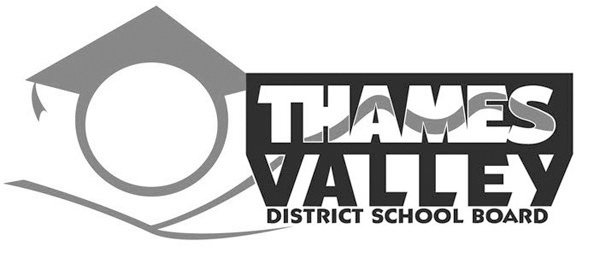 THAMES
VALLEY
DISTRICT SCHOOL BOARD